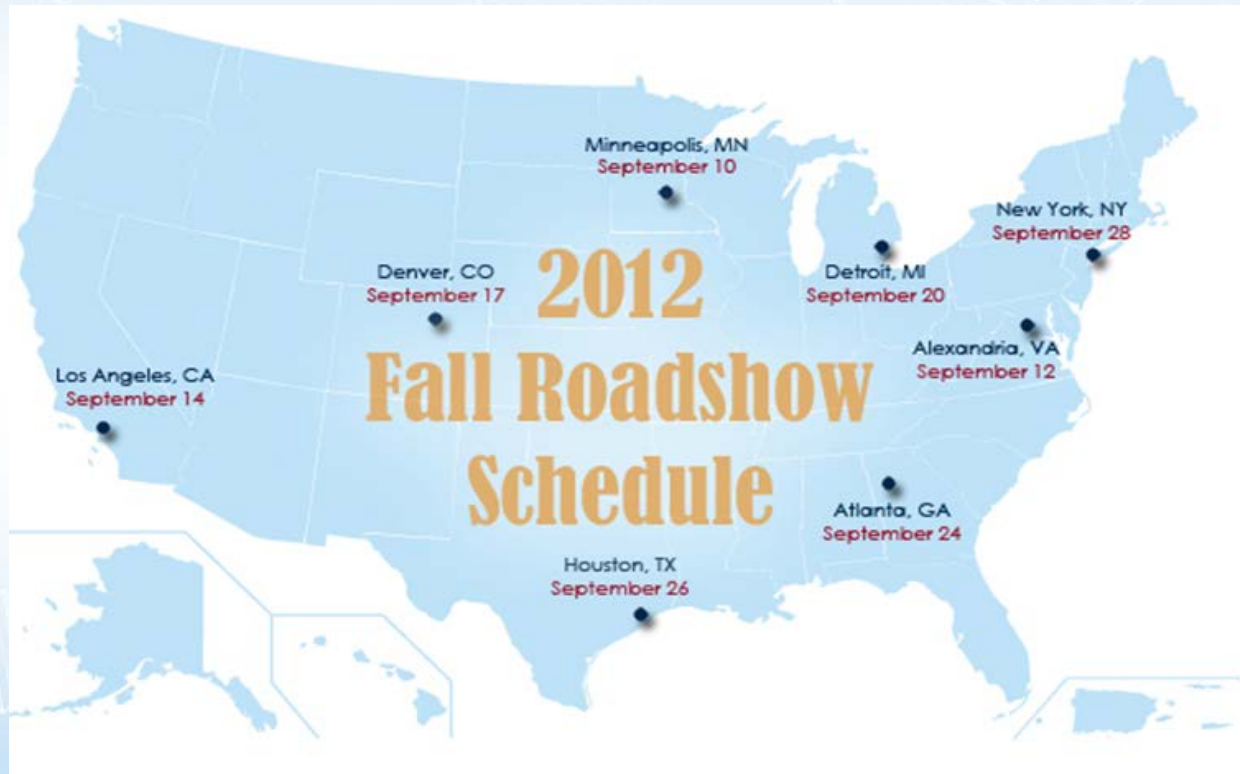 Minneapolis, MN
September 10
New York, NY
September 28
Denver, CO
September 17
2012
Fall Roadshow
Schedule
Detroit, MI
September 20
Alexandria, VA
September 12
Los Angeles, CA
September 14
Atlanta, GA
September 24
Houston, TX
September 26